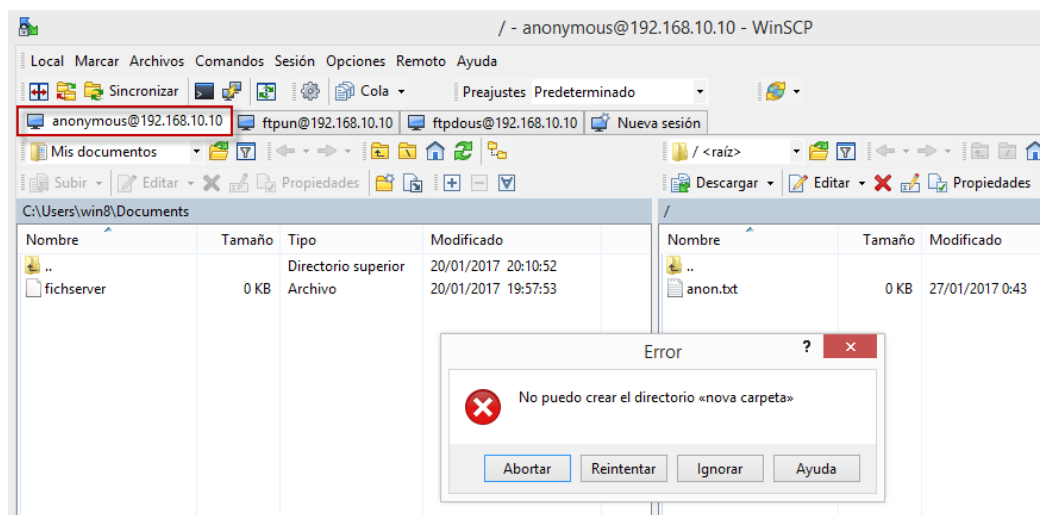 / - anonymous@192.168.10.10 - WinSCP
Local Marcar Archivos Comandos Sesión Opciones Remoto Ayuda
Sincronizar Cola Preajustes Predeterminado
anonymous@192.168.10.10 ftpun@192.168.10.10 ftpdous@192.168.10.10 Nueva sesión
Mis documentos / <raíz>
Subir Editar Propiedades Descargar Editar Propiedades
C:\Users\win8\Documents /
Nombre Tamaño Tipo Modificado Nombre Tamaño Modificado
.. Directorio superior 20/01/2017 20:10:52 ..
fichserver 0 KB Archivo 20/01/2017 19:57:53 anon.txt 0 KB 27/01/2017 0:43
Error ?
No puedo crear el directorio «nova carpeta»
Abortar Reintentar Ignorar Ayuda